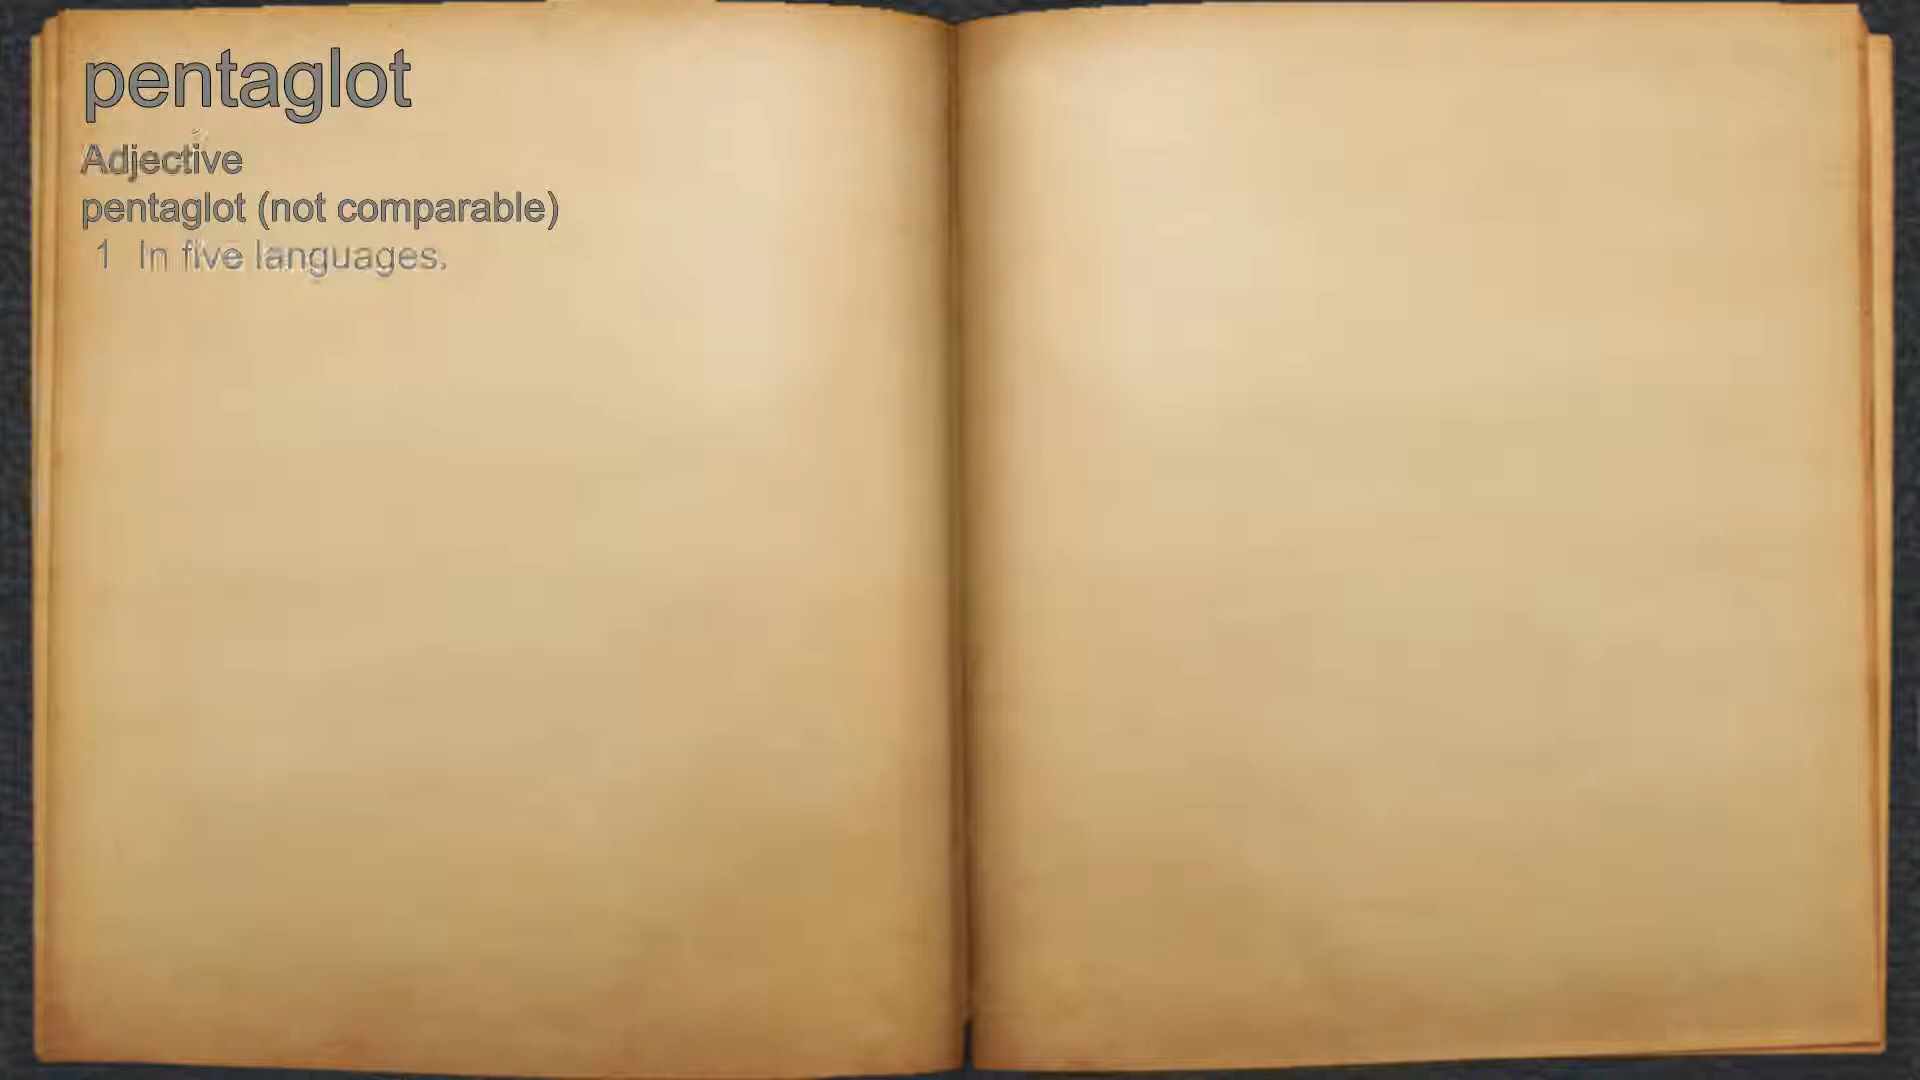 pentaglot
Adjective
pentaglot (not comparable)
1 In five languages.